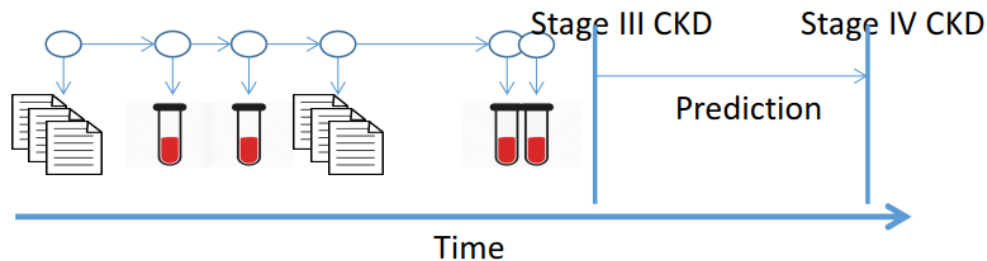 Stage III CKD
Stage IV CKD
Prediction
Time